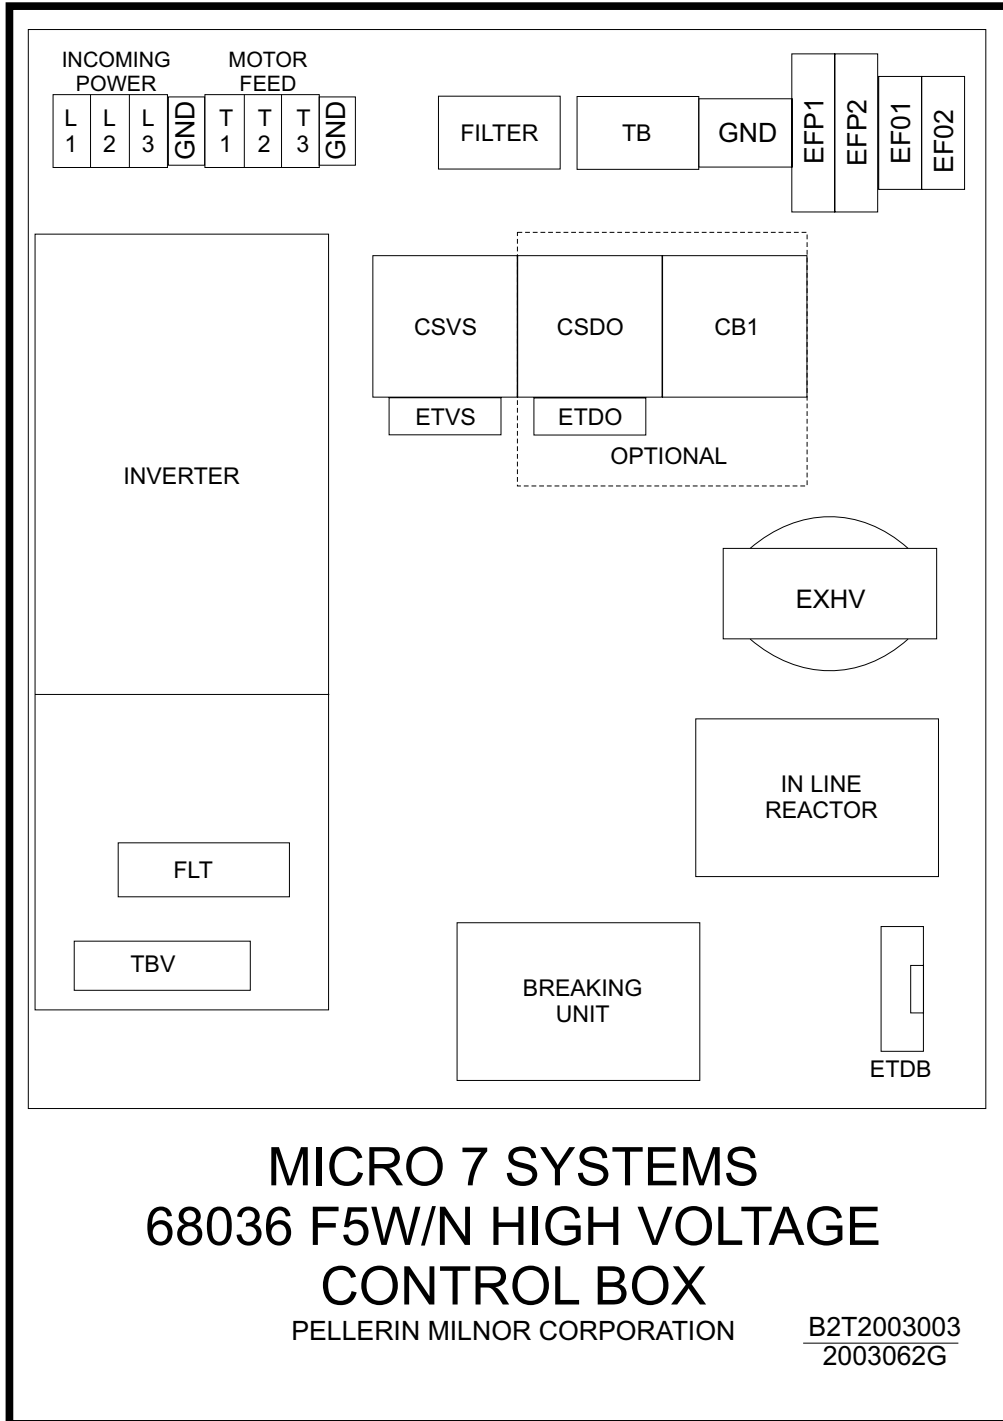 INCOMING
POWER
MOTOR
FEED
L
1
L
2
L
3
GND
T
1
T
2
T
3
GND
FILTER
TB
GND
EFP1
EFP2
EF01
EF02
CSVS
CSDO
CB1
ETVS
ETDO
OPTIONAL
INVERTER
EXHV
IN LINE
REACTOR
FLT
TBV
BREAKING
UNIT
ETDB
MICRO 7 SYSTEMS
68036 F5W/N HIGH VOLTAGE
CONTROL BOX
PELLERIN MILNOR CORPORATION
B2T2003003
2003062G